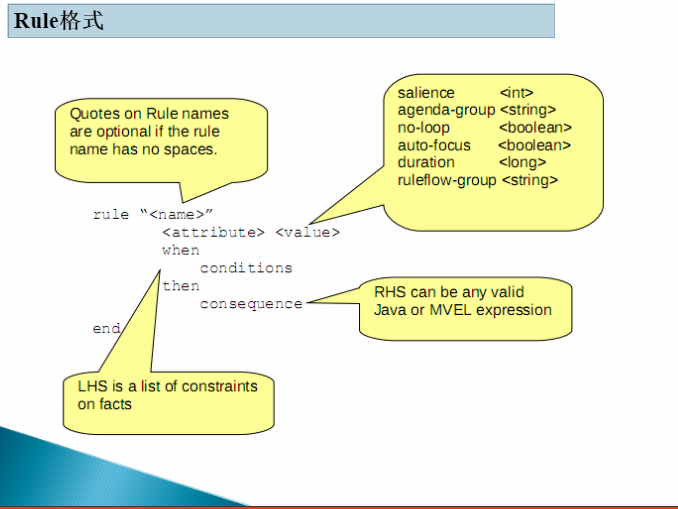 Rule格式
Quotes on Rule names
are optional if the rule
name has no spaces.
salience <int>
agenda-group <string>
no-loop <boolean>
auto-focus <boolean>
duration <long>
ruleflow-group <string>
rule “<name>”
<attribute> <value>
when
conditions
then
consequence
end
RHS can be any valid
Java or MVEL expression
LHS is a list of constraints
on facts